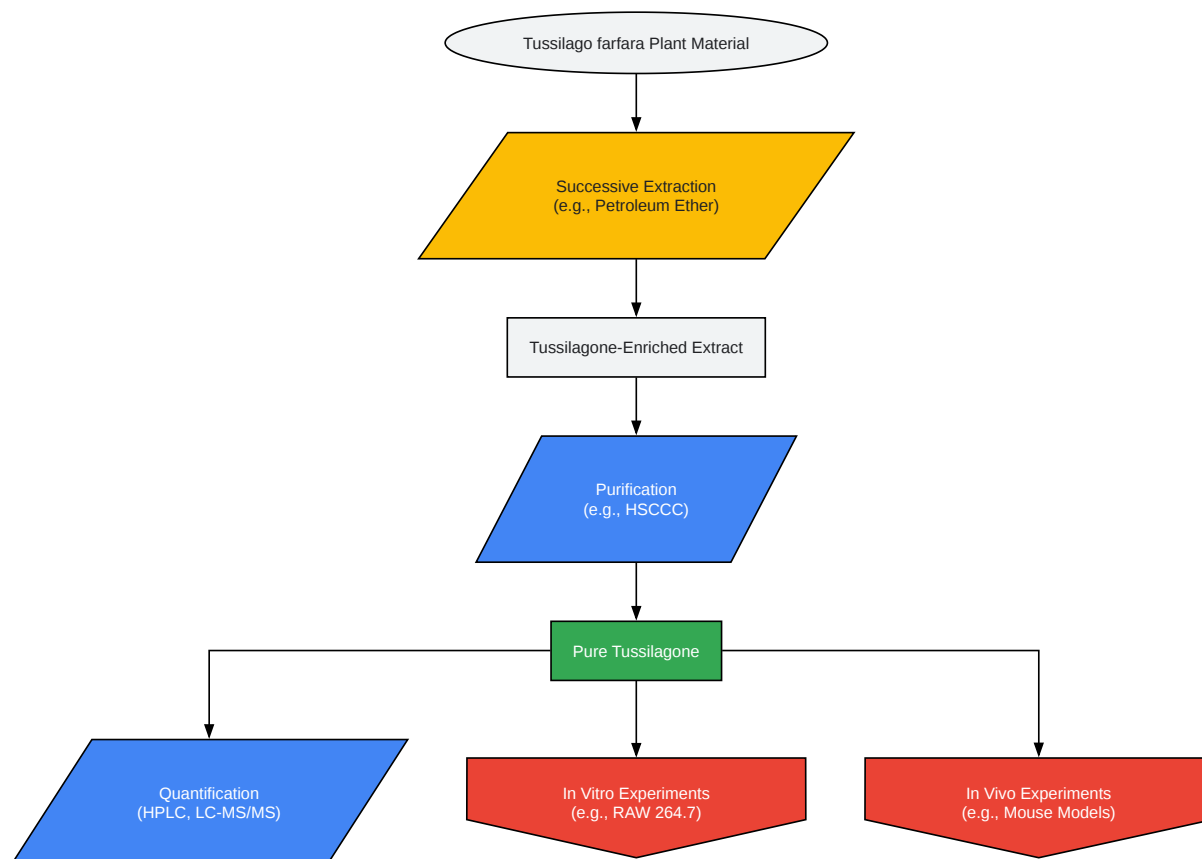 Tussilago farfara Plant Material
Successive Extraction
(e.g., Petroleum Ether)
Tussilagone-Enriched Extract
Purification
(e.g., HSCCC)
Pure Tussilagone
Quantification
(HPLC, LC-MS/MS)
In Vitro Experiments
(e.g., RAW 264.7)
In Vivo Experiments
(e.g., Mouse Models)